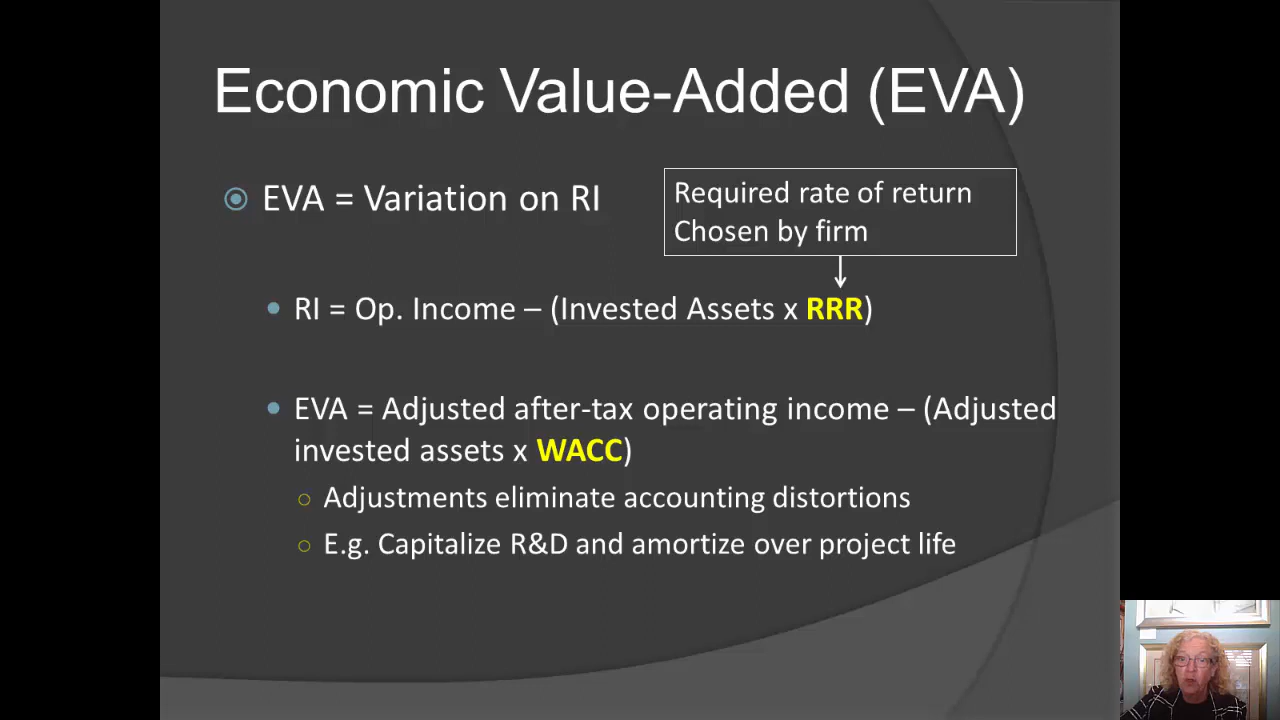 Economic Value-Added (EVA)
EVA = Variation on RI
Required rate of return
Chosen by firm
RI = Op. Income – (Invested Assets x RRR)
EVA = Adjusted after-tax operating income – (Adjusted
invested assets x WACC)
Adjustments eliminate accounting distortions
E.g. Capitalize R&D and amortize over project life